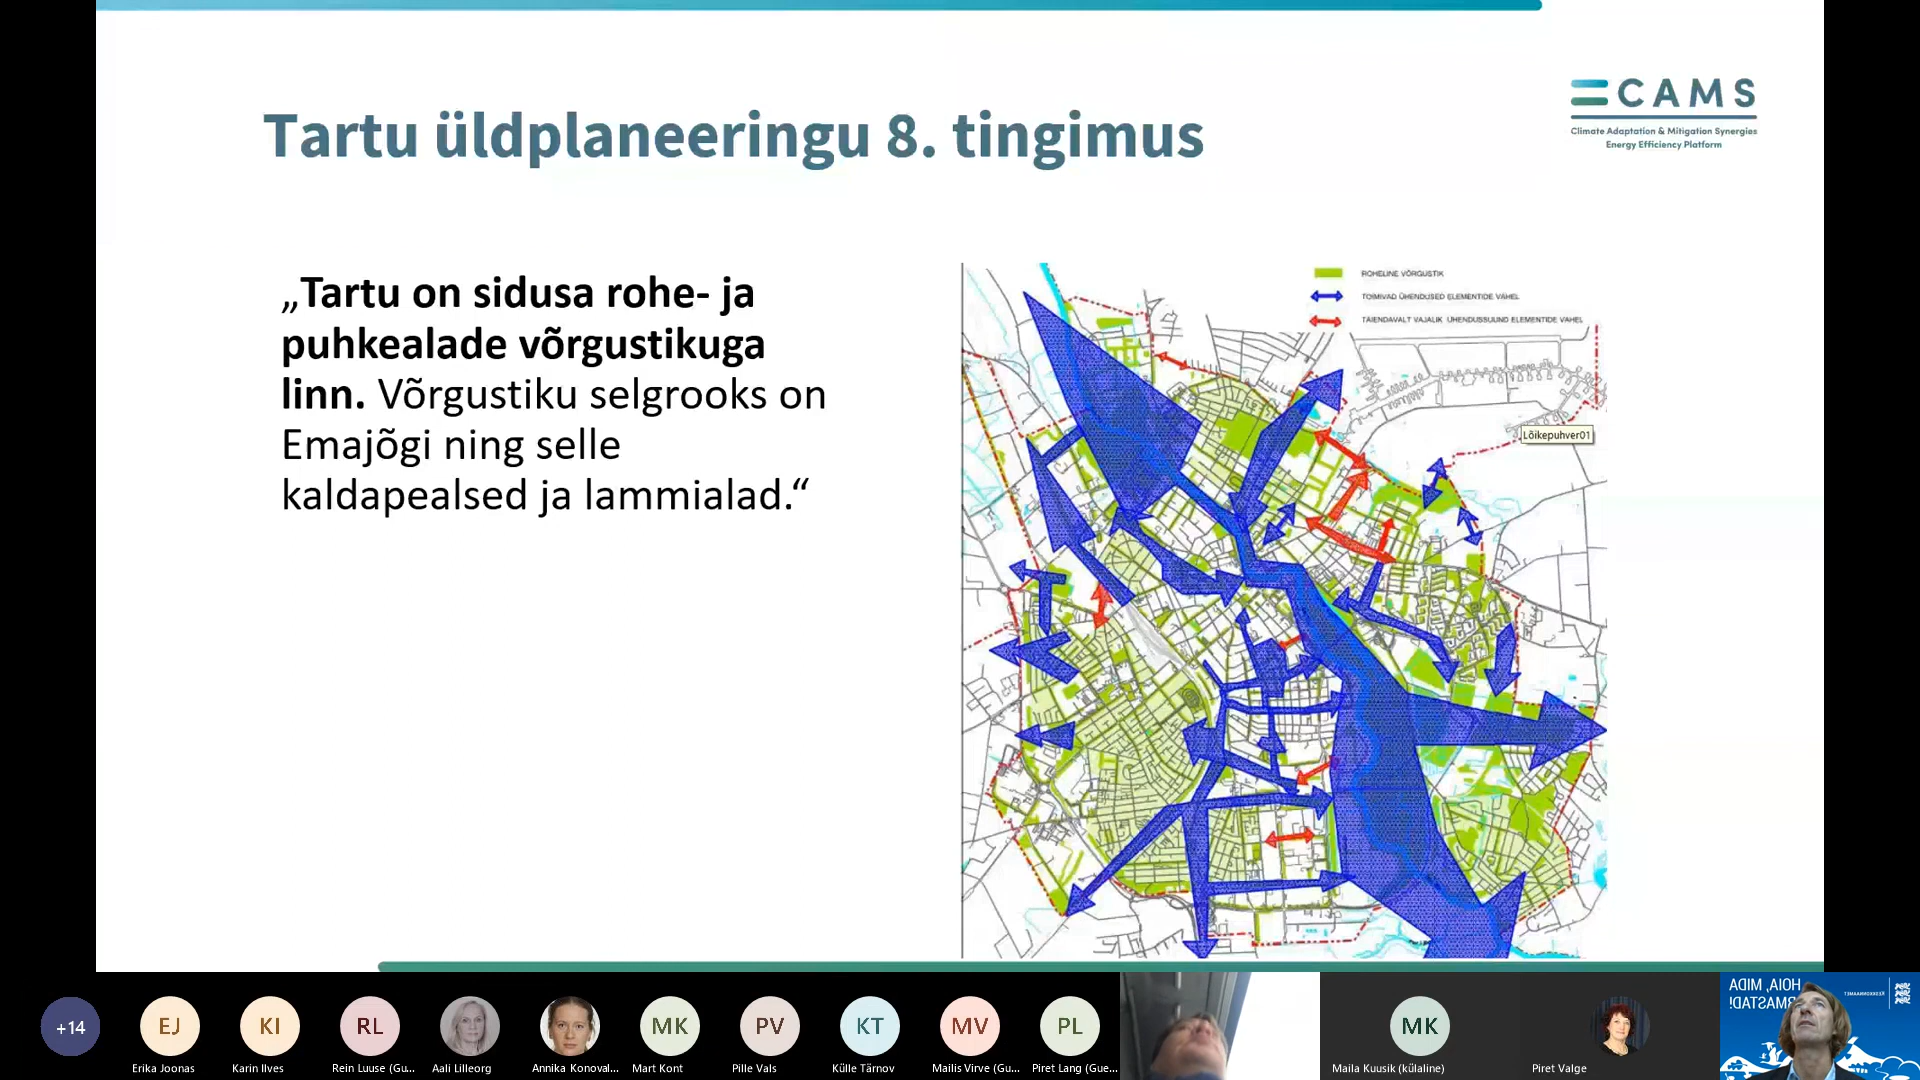 CAMS
Climate Adaptation & Mitigation Synergies
Energy Efficiency Platform
Tartu üldplaneeringu 8. tingimus
„Tartu on sidusa rohe- ja
puhkealade võrgustikuga
linn. Võrgustiku selgrooks on
Emajõgi ning selle
kaldapealsed ja lammialad.“
ROHELINE VÕRGUSTIK
TOIMIVAD ÜHENDUSED ELEMENTIDE VAHEL
TÄIENDAVALT VAJALIK ÜHENDUSSUUND ELEMENTIDE VAHEL
Lõikepuhver01
+14
EJ
KI
RL
MK
PV
KT
MV
PL
MK
Erika Joonas
Karin Ilves
Rein Luuse (Gu...
Aali Lilleorg
Annika Konoval...
Mart Kont
Pille Vals
Külle Tärnov
Mailis Virve (Gu...
Piret Lang (Gue...
Maila Kuusik (külaline)
Piret Valge
HOIA, MIDA